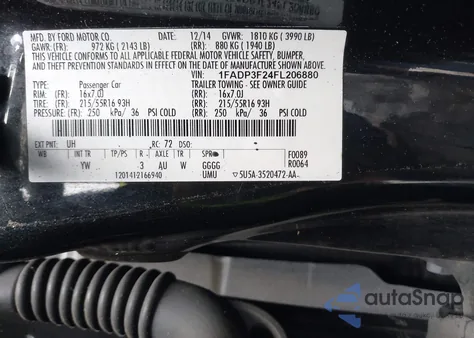 MFD. BY FORD MOTOR CO. 12/14 GVWR: 1810 KG ( 3990 LB)
GAWR: (FR): 972 KG ( 2143 LB) (RR): 880 KG ( 1940 LB)
THIS VEHICLE CONFORMS TO ALL APPLICABLE FEDERAL MOTOR VEHICLE SAFETY, BUMPER,
AND THEFT PREVENTION STANDARDS IN EFFECT ON THE DATE OF MANUFACTURE SHOWN ABOVE.
1FADP3F24FL206880
TYPE: Passenger Car TRAILER TOWING - SEE OWNER GUIDE
RIM: (FR): 16x7.0J (RR): 16x7.0J
TIRE: (FR): 215/55R16 93H (RR): 215/55R16 93H
PRESSURE: (FR): 250 kPa/ 36 PSI COLD (RR): 250 kPa/ 36 PSI COLD
EXT PNT: UH RC: 72 DSO: F0089
WB INT TR TP/PS R AXLE TR SPR R0064
YW 3 AU W GGGG
1201412166940 UMU 5U5A-3520472-AA
autoSnap